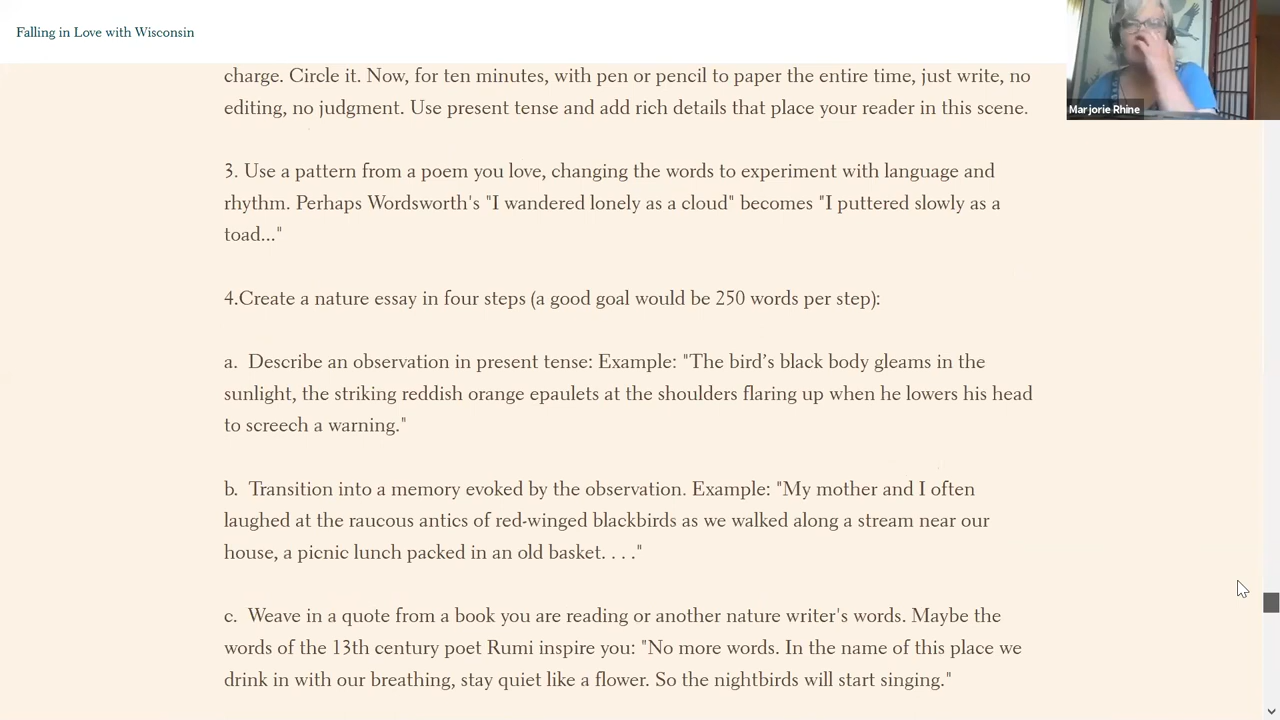 Falling in Love with Wisconsin
Marjorie Rhine
charge. Circle it. Now, for ten minutes, with pen or pencil to paper the entire time, just write, no
editing, no judgment. Use present tense and add rich details that place your reader in this scene.
3. Use a pattern from a poem you love, changing the words to experiment with language and
rhythm. Perhaps Wordsworth's "I wandered lonely as a cloud" becomes "I puttered slowly as a
toad..."
4.Create a nature essay in four steps (a good goal would be 250 words per step):
a.  Describe an observation in present tense: Example: "The bird’s black body gleams in the
sunlight, the striking reddish orange epaulets at the shoulders flaring up when he lowers his head
to screech a warning."
b.  Transition into a memory evoked by the observation. Example: "My mother and I often
laughed at the raucous antics of red-winged blackbirds as we walked along a stream near our
house, a picnic lunch packed in an old basket. . . ."
c.  Weave in a quote from a book you are reading or another nature writer's words. Maybe the
words of the 13th century poet Rumi inspire you: "No more words. In the name of this place we
drink in with our breathing, stay quiet like a flower. So the nightbirds will start singing."